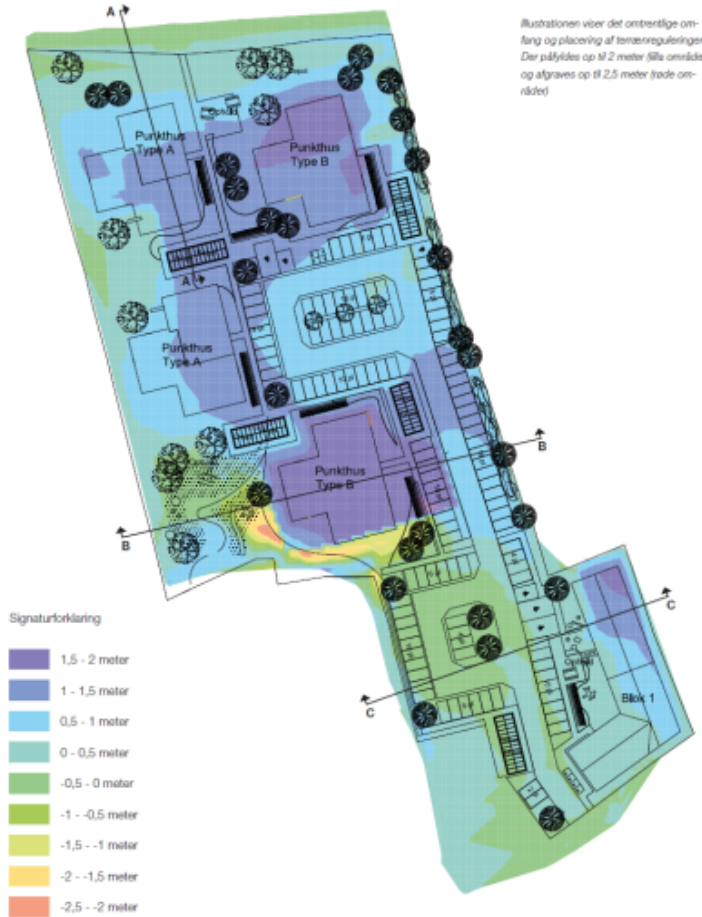 Illustrationen viser det omtrentlige om-
fang og placering af terrænreguleringen
Der påfyldes op til 2 meter (lilla område
og afgraves op til 2,5 meter (røde om-
råder)
A
Punkthus
Type A
Punkthus
Type B
A
Punkthus
Type A
B
Punkthus
Type B
B
C
C
Blok 1
Signaturforklaring
1,5 - 2 meter
1 - 1,5 meter
0,5 - 1 meter
0 - 0,5 meter
-0,5 - 0 meter
-1 - -0,5 meter
-1,5 - -1 meter
-2 - -1,5 meter
-2,5 - -2 meter